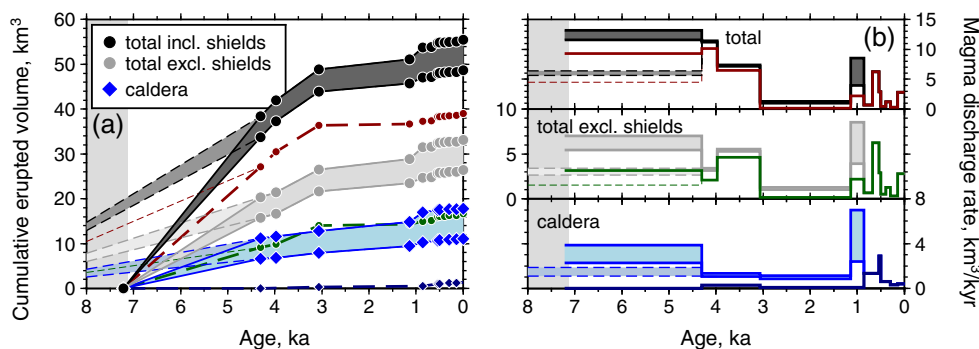 Cumulative erupted volume, km³
60
50
40
30
20
10
0
total incl. shields
total excl. shields
caldera
(a)
8 7 6 5 4 3 2 1 0
Age, ka
(b)
total
total excl. shields
caldera
10
5
0
15
10
5
0
8
4
0
8 7 6 5 4 3 2 1 0
Age, ka
Magma discharge rate, km³/kyr